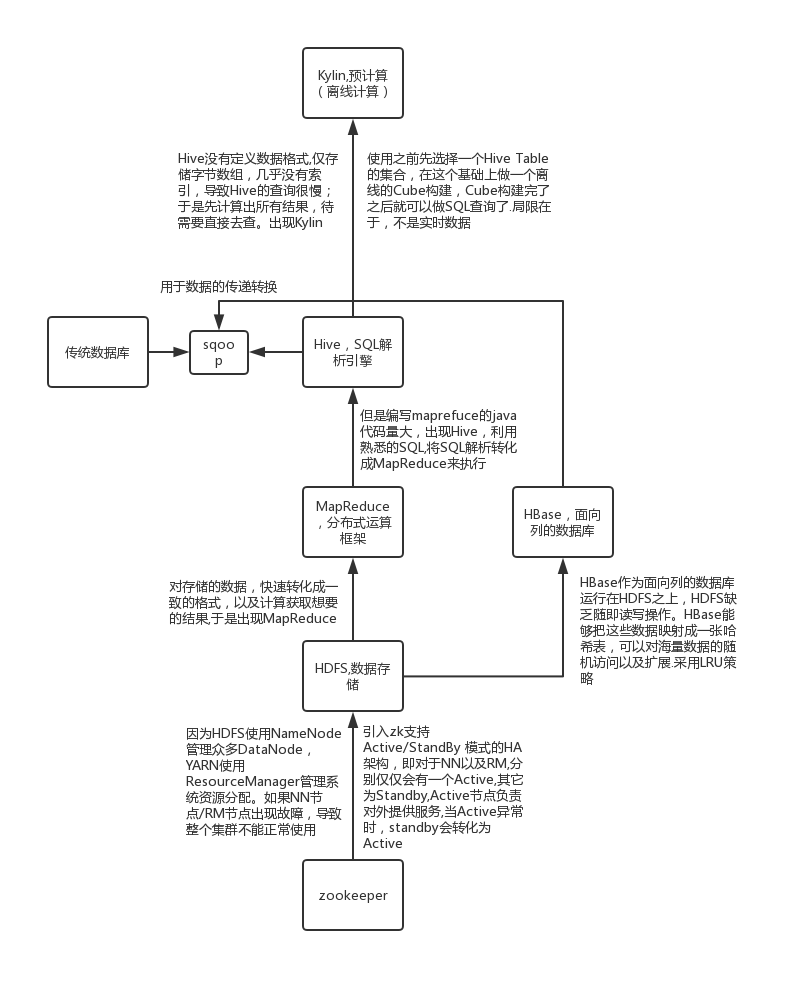 Kylin,预计算
（离线计算）
Hive没有定义数据格式,仅存
储字节数组，几乎没有索
引，导致Hive的查询很慢；
于是先计算出所有结果，待
需要直接去查。出现Kylin
使用之前先选择一个Hive Table
的集合，在这个基础上做一个离
线的Cube构建，Cube构建完了
之后就可以做SQL查询了.局限在
于，不是实时数据
用于数据的传递转换
传统数据库
sqoo
p
Hive，SQL解
析引擎
但是编写maprefuce的java
代码量大，出现Hive，利用
熟悉的SQL,将SQL解析转化
成MapReduce来执行
MapReduce
，分布式运算
框架
HBase，面向
列的数据库
对存储的数据，快速转化成一
致的格式，以及计算获取想要
的结果,于是出现MapReduce
HBase作为面向列的数据库
运行在HDFS之上，HDFS缺
乏随即读写操作。HBase能
够把这些数据映射成一张哈
希表，可以对海量数据的随
机访问以及扩展.采用LRU策
略
HDFS,数据存
储
因为HDFS使用NameNode
管理众多DataNode，
YARN使用
ResourceManager管理系
统资源分配。如果NN节
点/RM节点出现故障，导致
整个集群不能正常使用
引入zk支持
Active/StandBy 模式的HA
架构，即对于NN以及RM,分
别仅仅会有一个Active,其它
为Standby,Active节点负责
对外提供服务,当Active异常
时，standby会转化为
Active
zookeeper